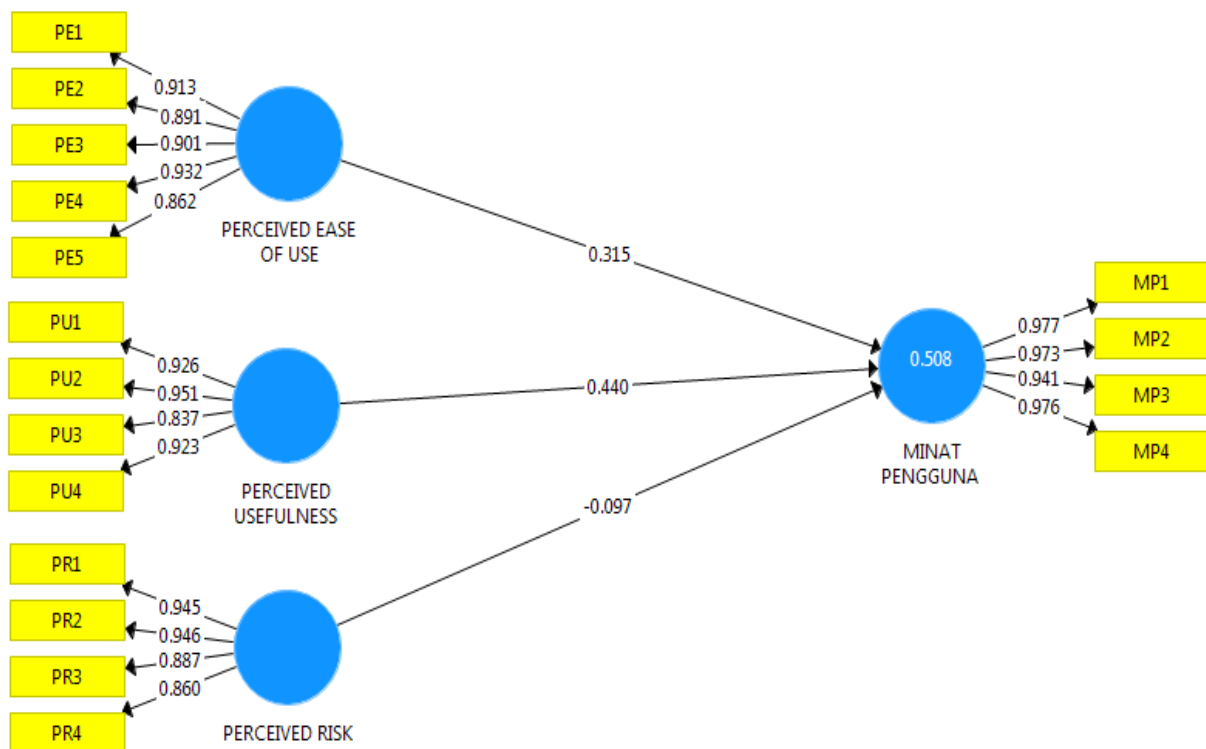 PE1
PE2
PE3
PE4
PE5
0.913
0.891
0.901
0.932
0.862
PERCEIVED EASE
OF USE
0.315
PU1
PU2
PU3
PU4
0.926
0.951
0.837
0.923
PERCEIVED
USEFULNESS
0.440
PR1
PR2
PR3
PR4
0.945
0.946
0.887
0.860
PERCEIVED RISK
-0.097
0.508
MINAT
PENGGUNA
0.977
0.973
0.941
0.976
MP1
MP2
MP3
MP4